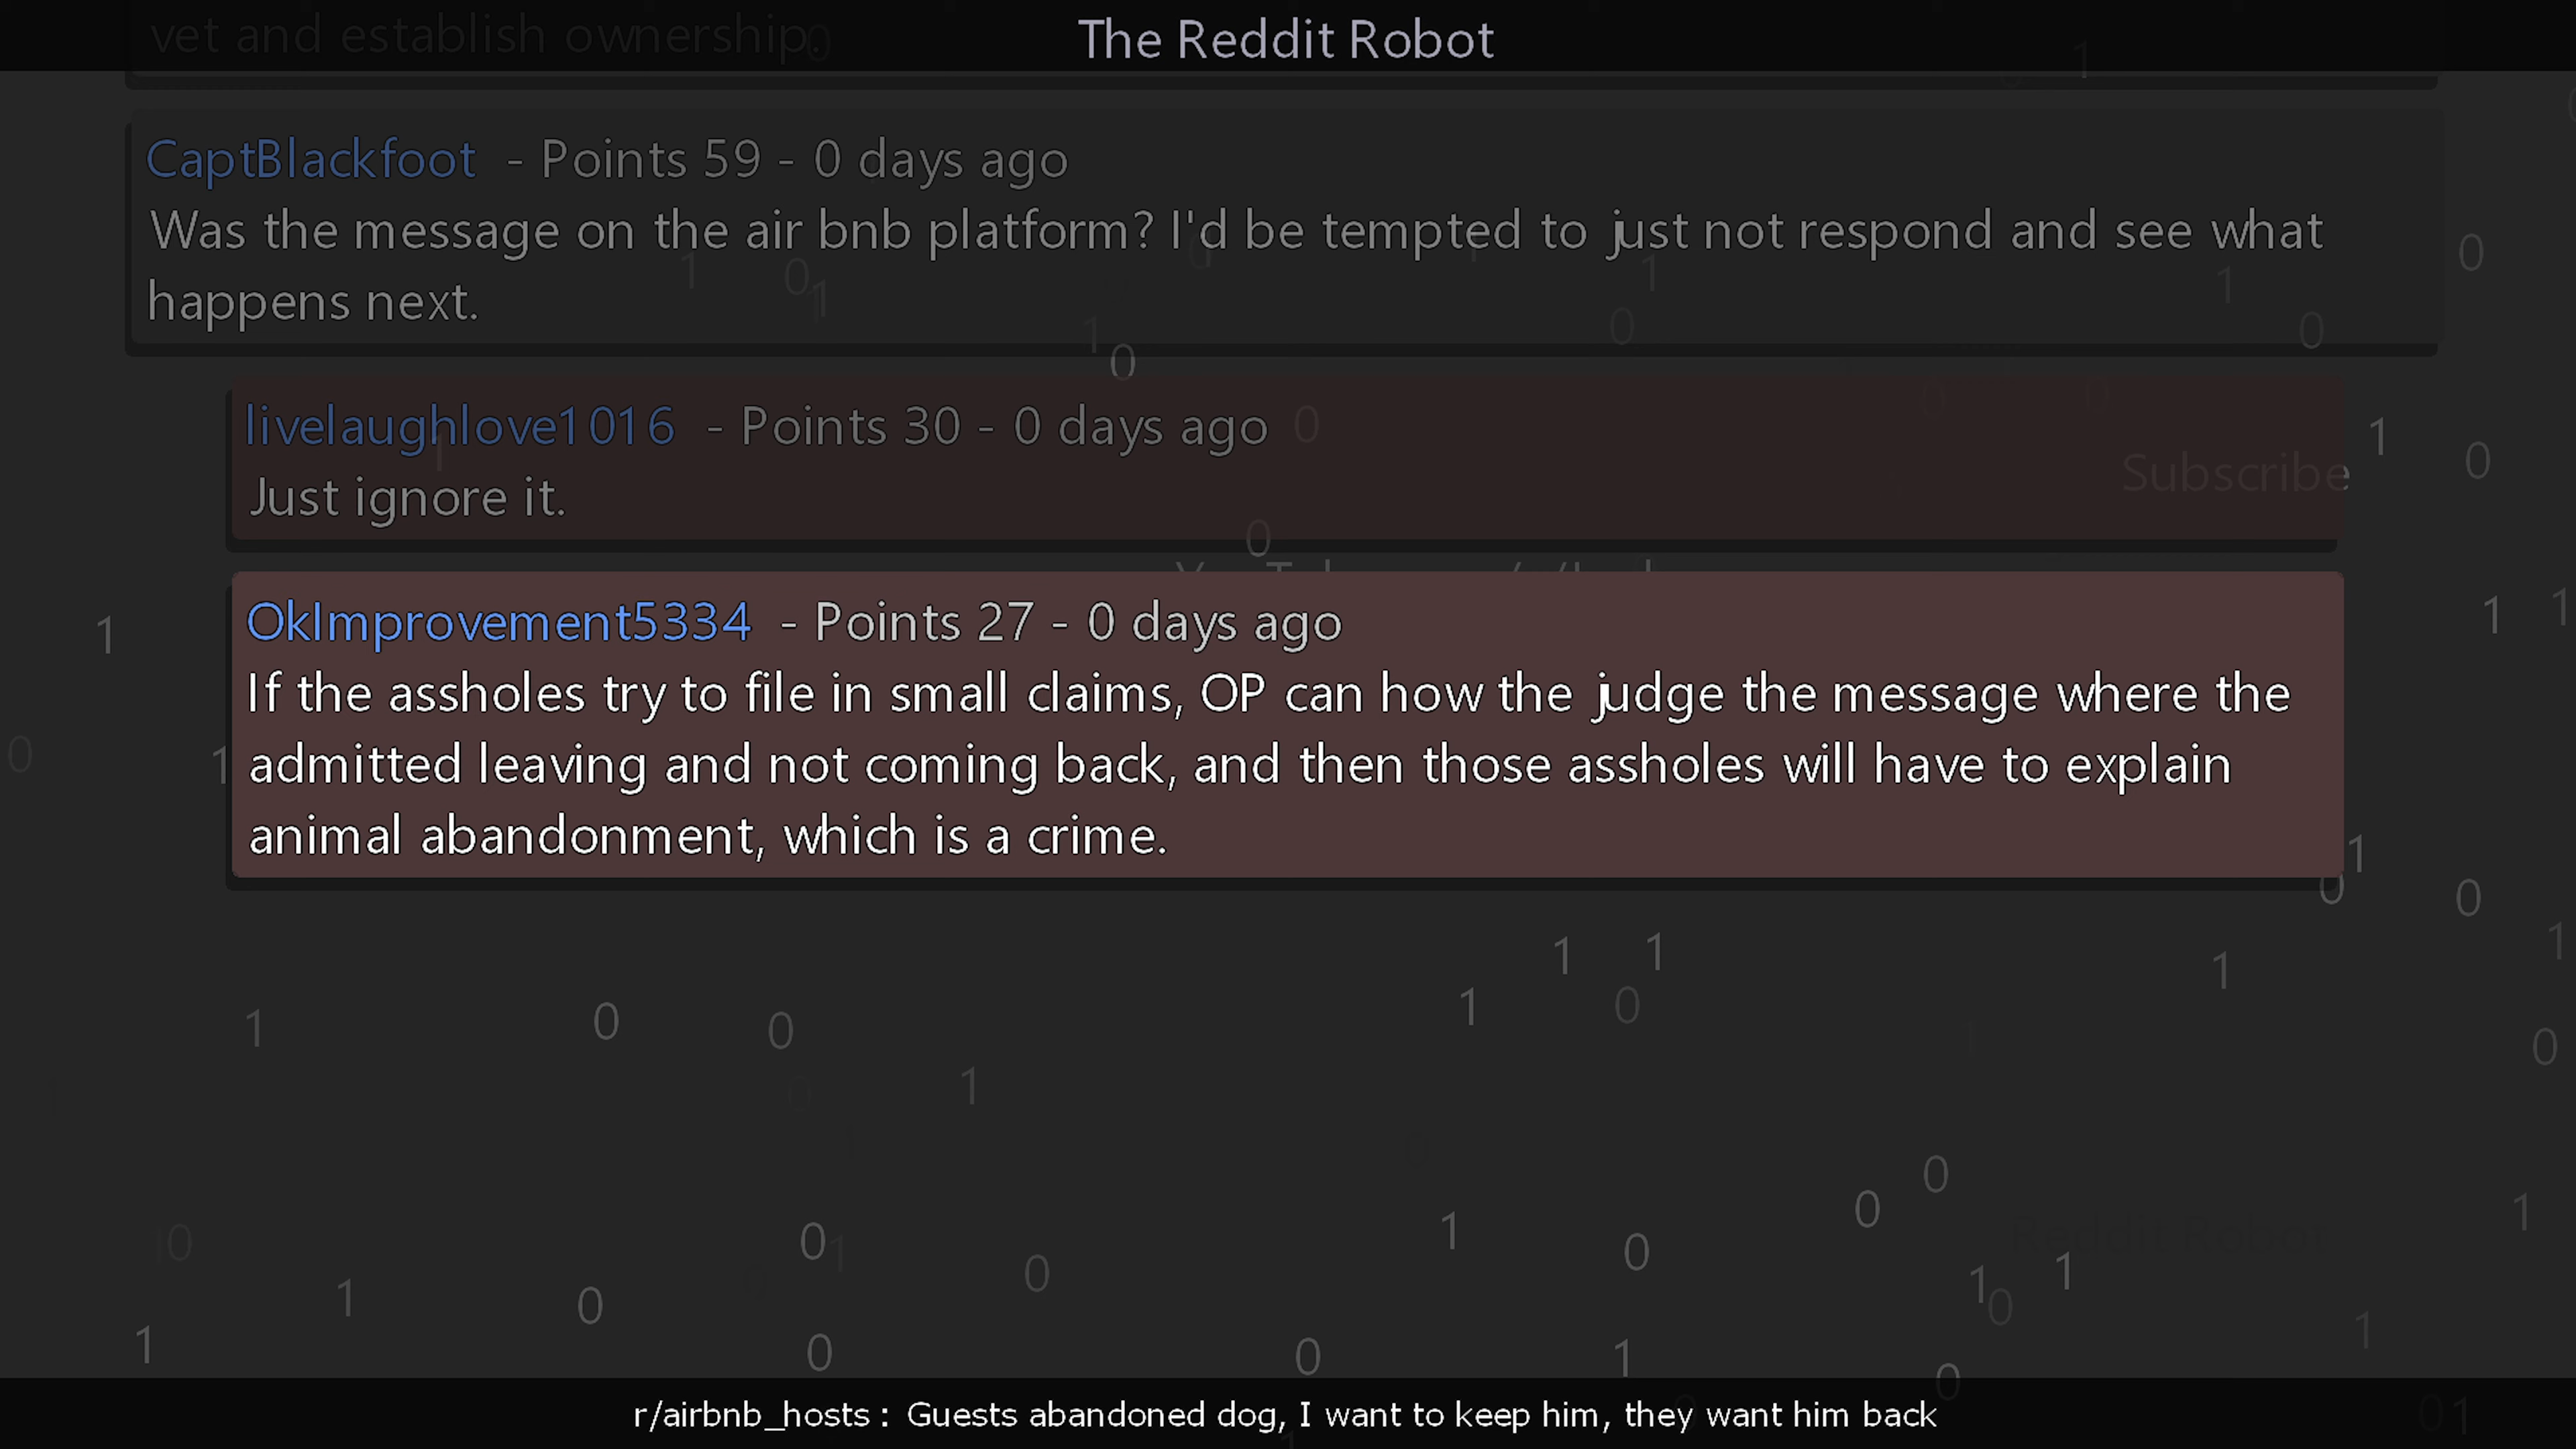 vet and establish ownership.
The Reddit Robot
CaptBlackfoot - Points 59 - 0 days ago
Was the message on the air bnb platform? I'd be tempted to just not respond and see what
happens next.
livelaughlove1016 - Points 30 - 0 days ago
Just ignore it.
Subscribe
OkImprovement5334 - Points 27 - 0 days ago
If the assholes try to file in small claims, OP can how the judge the message where the
admitted leaving and not coming back, and then those assholes will have to explain
animal abandonment, which is a crime.
Reddit Robot
r/airbnb_hosts : Guests abandoned dog, I want to keep him, they want him back